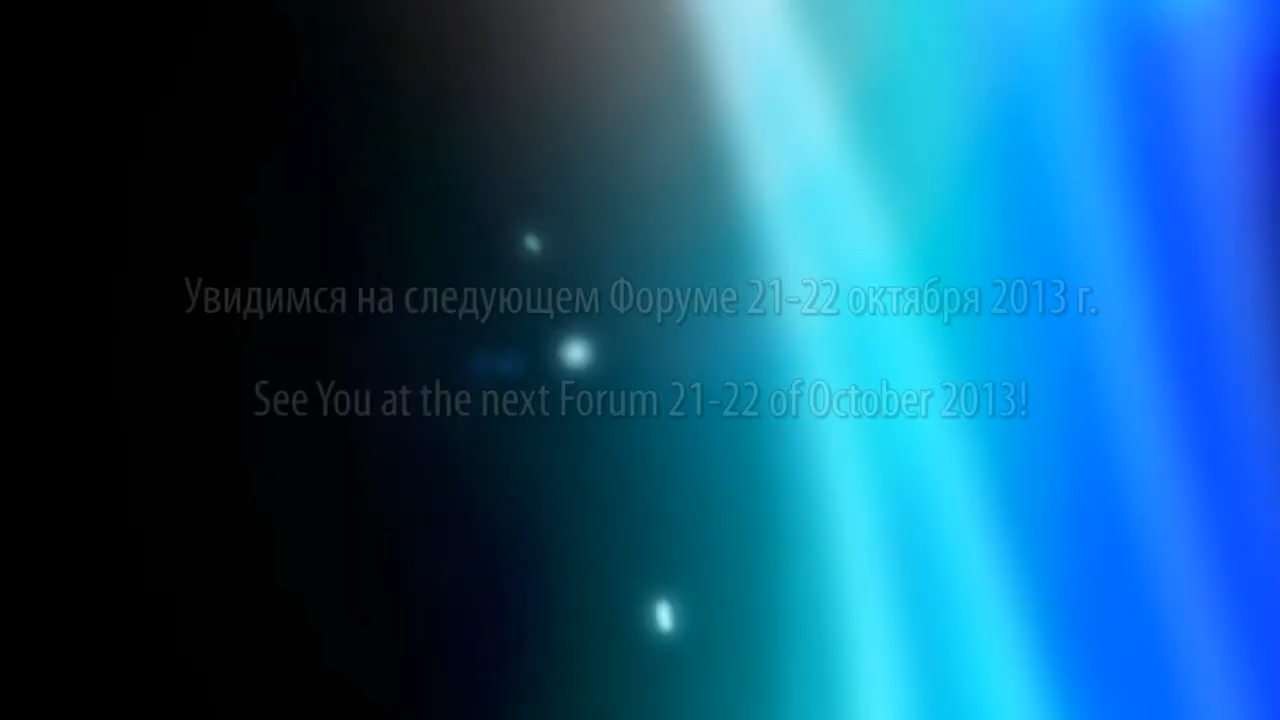 Увидимся на следующем Форуме 21-22 октября 2013 г.
See You at the next Forum 21-22 of October 2013!